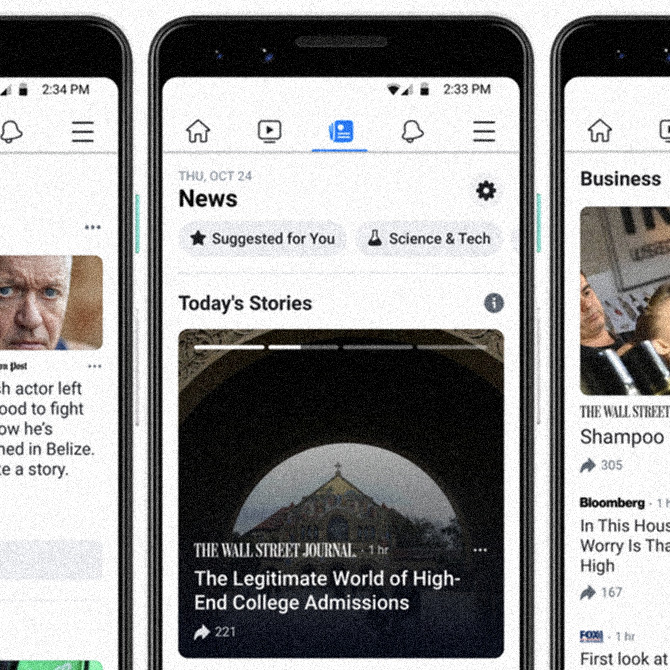 2:34 PM
sh actor left
ood to fight
ow he's
ned in Belize.
e a story.
2:33 PM
THU, OCT 24
News
Suggested for You
Science & Tech
Today's Stories
THE WALL STREET JOURNAL. · 1 hr
The Legitimate World of High-
End College Admissions
221
Business
THE WALL STREET
Shampoo
305
Bloomberg · 1 h
In This Hous
Worry Is Tha
High
167
FOX · 1 hr
First look at